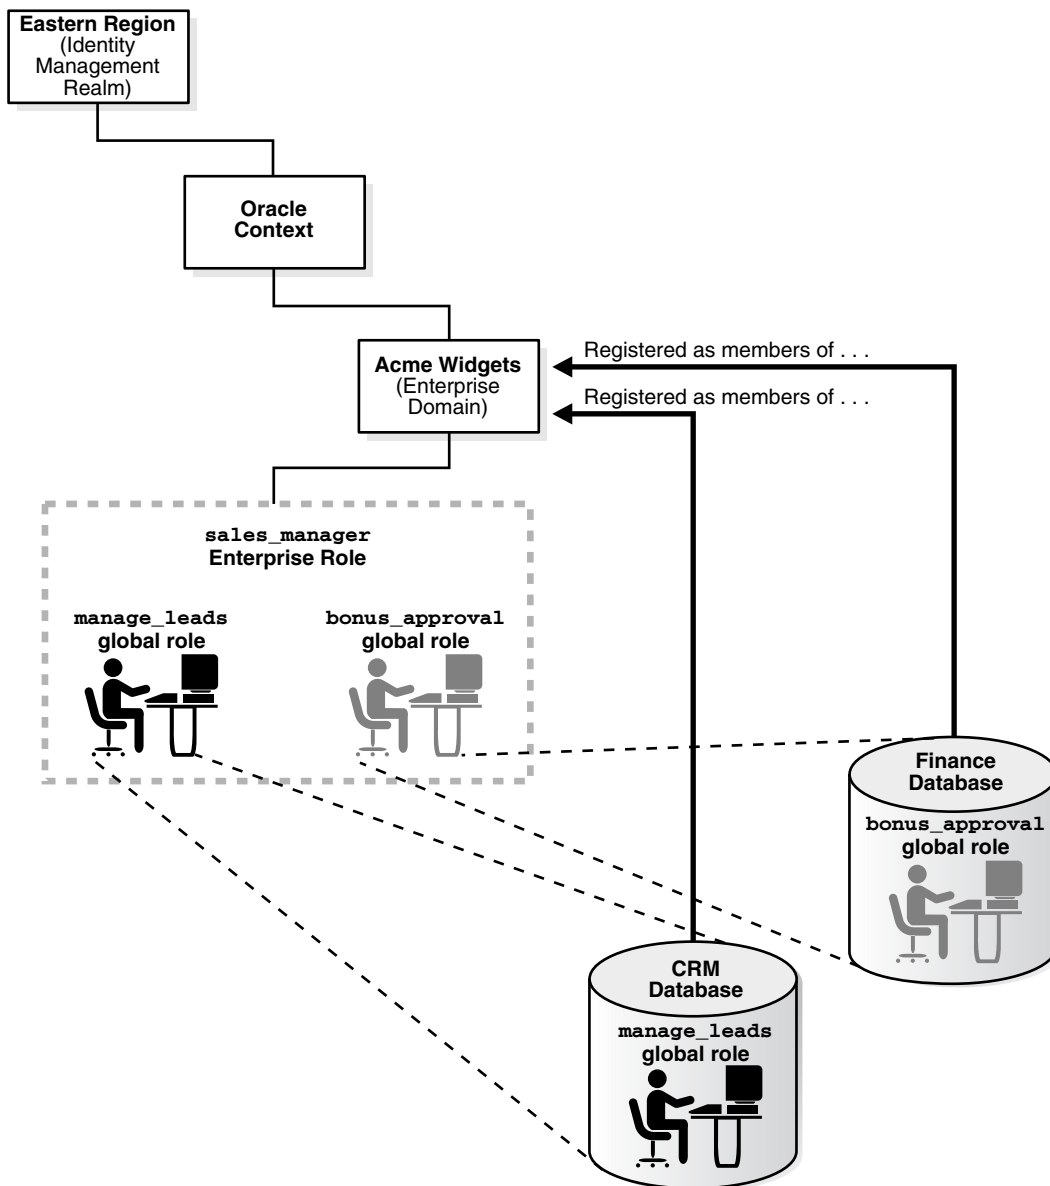 Eastern Region
(Identity
Management
Realm)
Oracle
Context
Acme Widgets
(Enterprise
Domain)
Registered as members of . . .
Registered as members of . . .
sales_manager
Enterprise Role
manage_leads
global role
bonus_approval
global role
Finance
Database
bonus_approval
global role
CRM
Database
manage_leads
global role